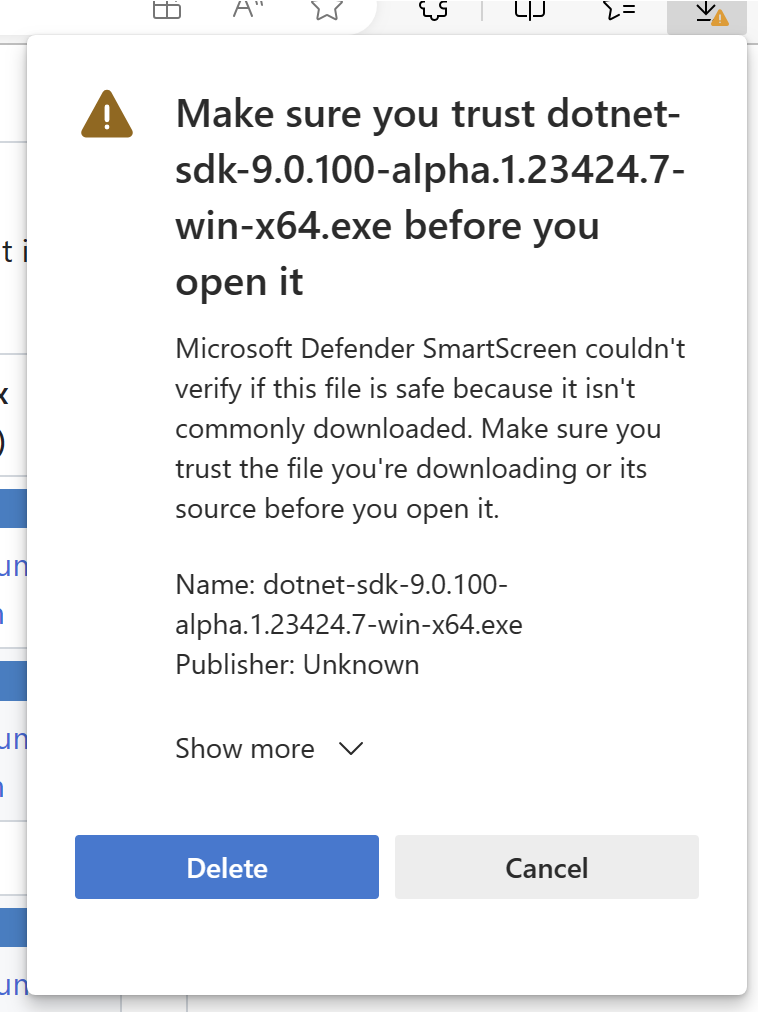 A"
Make sure you trust dotnet-
sdk-9.0.100-alpha.1.23424.7-
win-x64.exe before you
open it
t i
Microsoft Defender SmartScreen couldn't
verify if this file is safe because it isn't
x
commonly downloaded. Make sure you
)
trust the file you're downloading or its
source before you open it.
un
Name: dotnet-sdk-9.0.100-
alpha.1.23424.7-win-x64.exe
Publisher: Unknown
un
Show more
Delete
Cancel
un